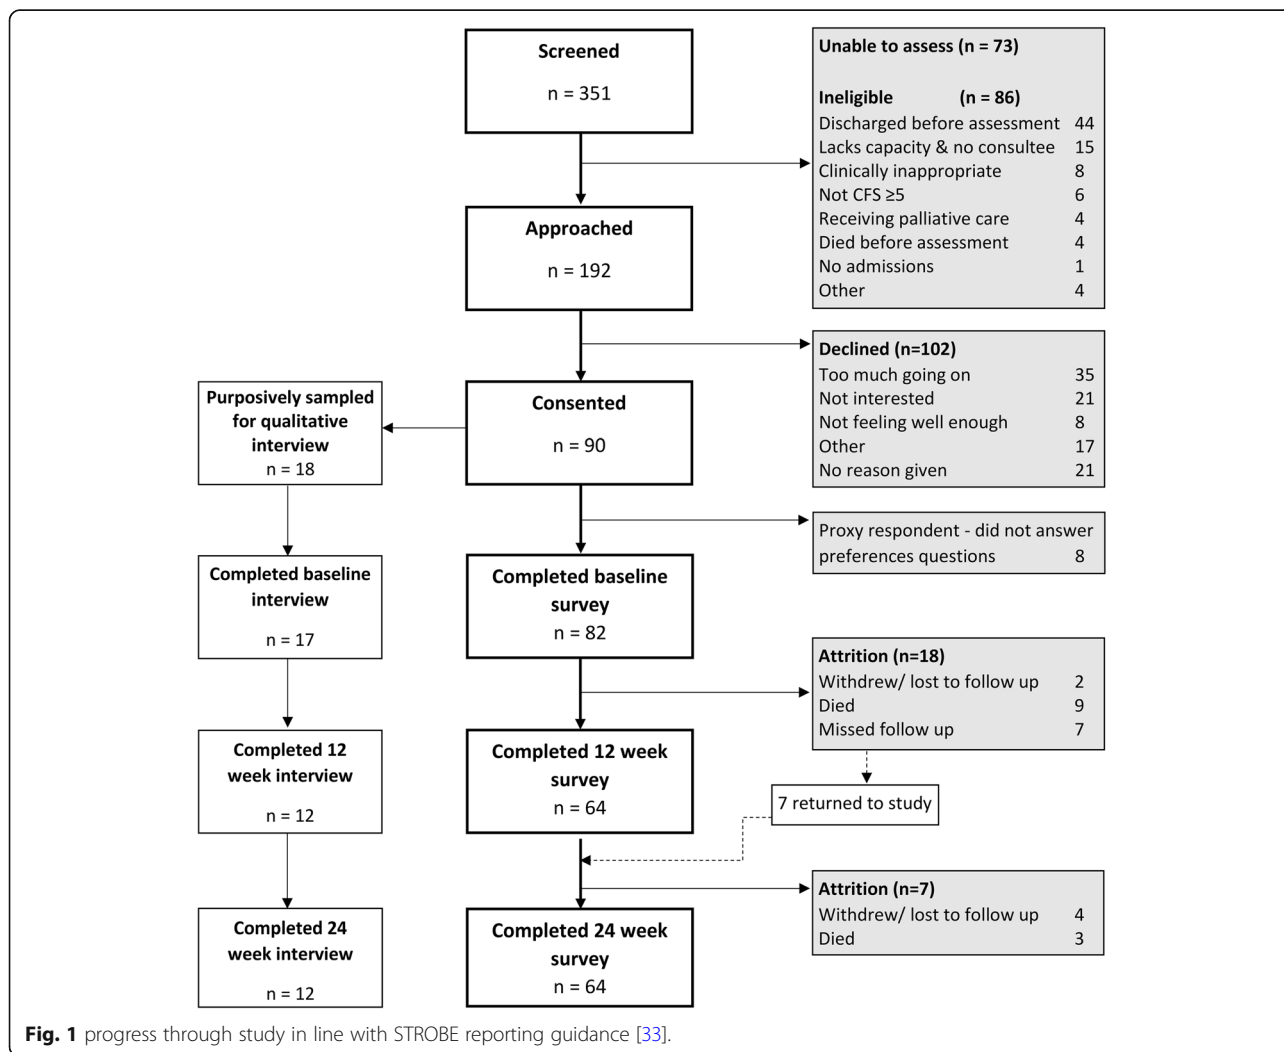 Screened
n = 351
Unable to assess (n = 73)
Ineligible (n = 86)
Discharged before assessment 44
Lacks capacity & no consultee 15
Clinically inappropriate 8
Not CFS ≥5 6
Receiving palliative care 4
Died before assessment 4
No admissions 1
Other 4
Approached
n = 192
Declined (n=102)
Too much going on 35
Not interested 21
Not feeling well enough 8
Other 17
No reason given 21
Purposively sampled
for qualitative
interview
n = 18
Consented
n = 90
Proxy respondent - did not answer
preferences questions 8
Completed baseline
interview
n = 17
Completed baseline
survey
n = 82
Attrition (n=18)
Withdrew/ lost to follow up 2
Died 9
Missed follow up 7
Completed 12
week interview
n = 12
Completed 12 week
survey
n = 64
7 returned to study
Attrition (n=7)
Withdrew/ lost to follow up 4
Died 3
Completed 24
week interview
n = 12
Completed 24 week
survey
n = 64
Fig. 1 progress through study in line with STROBE reporting guidance [33].